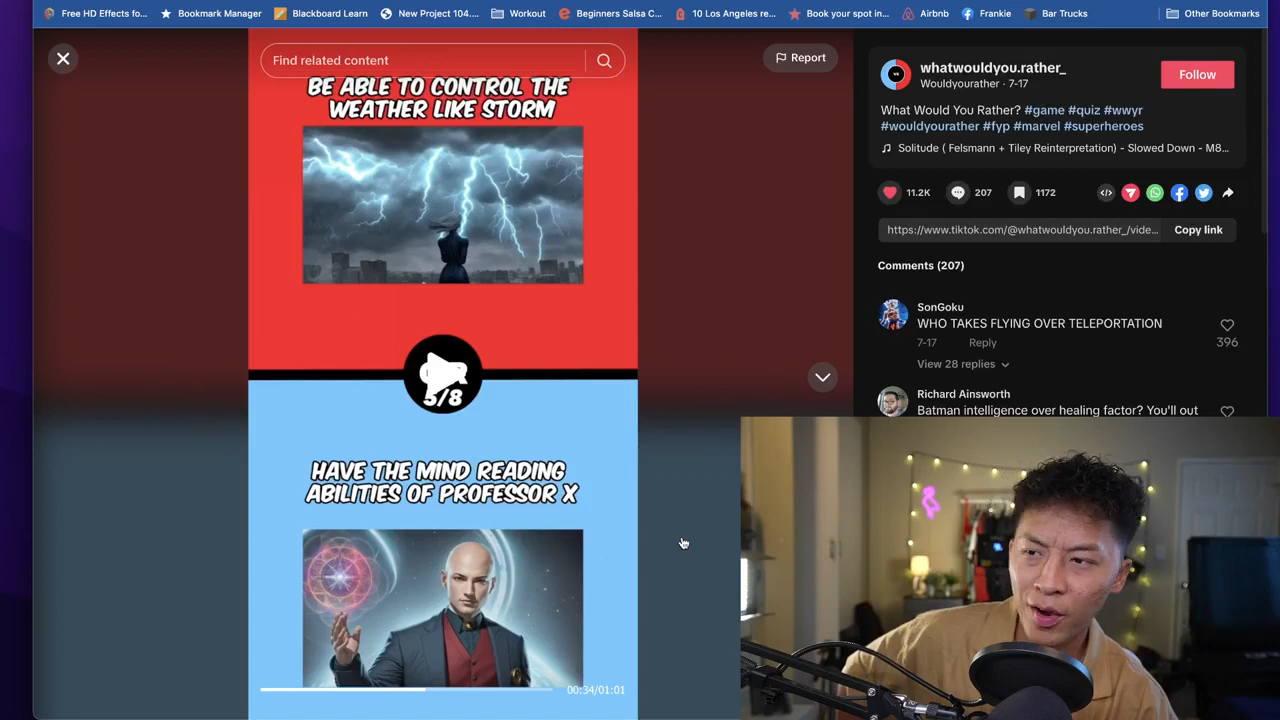 Free HD Effects fo...
Bookmark Manager
Blackboard Learn
New Project 104....
Workout
Beginners Salsa C...
10 Los Angeles re...
Book your spot in...
Airbnb
Frankie
Bar Trucks
Other Bookmarks
Find related content
Report
BE ABLE TO CONTROL THE
WEATHER LIKE STORM
5/8
HAVE THE MIND READING
ABILITIES OF PROFESSOR X
00:34/01:01
whatwouldyou.rather_
Wouldyourather · 7-17
Follow
What Would You Rather? #game #quiz #wwyr
#wouldyourather #fyp #marvel #superheroes
Solitude ( Felsmann + Tiley Reinterpretation) - Slowed Down - M8...
11.2K
207
1172
https://www.tiktok.com/@whatwouldyou.rather_/vide...
Copy link
Comments (207)
SonGoku
WHO TAKES FLYING OVER TELEPORTATION
7-17
Reply
396
View 28 replies
Richard Ainsworth
Batman intelligence over healing factor? You'll out